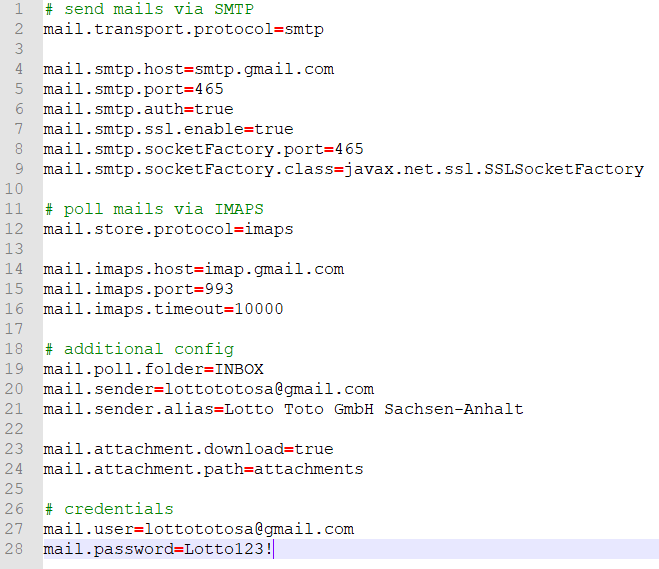 1 # send mails via SMTP
2 mail.transport.protocol=smtp
3
4 mail.smtp.host=smtp.gmail.com
5 mail.smtp.port=465
6 mail.smtp.auth=true
7 mail.smtp.ssl.enable=true
8 mail.smtp.socketFactory.port=465
9 mail.smtp.socketFactory.class=javax.net.ssl.SSLSocketFactory
10
11 # poll mails via IMAPS
12 mail.store.protocol=imaps
13
14 mail.imaps.host=imap.gmail.com
15 mail.imaps.port=993
16 mail.imaps.timeout=10000
17
18 # additional config
19 mail.poll.folder=INBOX
20 mail.sender=lottototosa@gmail.com
21 mail.sender.alias=Lotto Toto GmbH Sachsen-Anhalt
22
23 mail.attachment.download=true
24 mail.attachment.path=attachments
25
26 # credentials
27 mail.user=lottototosa@gmail.com
28 mail.password=Lotto123!